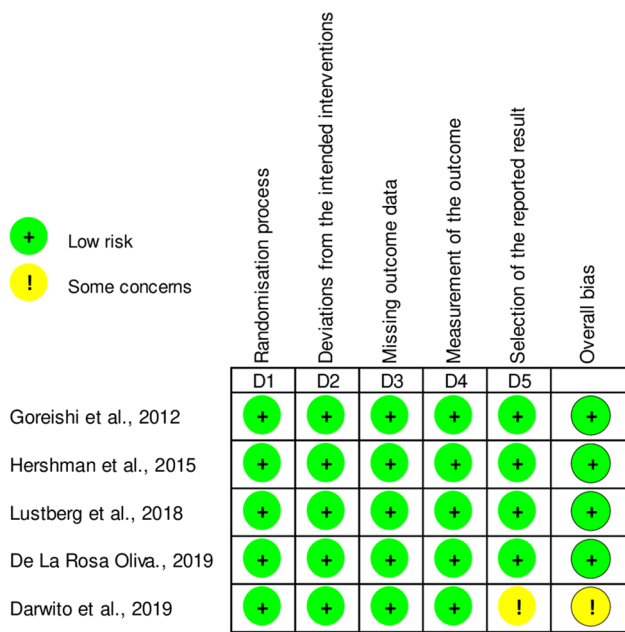 Randomisation process
Deviations from the intended interventions
Missing outcome data
Measurement of the outcome
Selection of the reported result
Overall bias
+ Low risk
! Some concerns
D1 D2 D3 D4 D5
Goreishi et al., 2012 + + + + + +
Hershman et al., 2015 + + + + + +
Lustberg et al., 2018 + + + + + +
De La Rosa Oliva., 2019 + + + + + +
Darwito et al., 2019 + + + + ! !